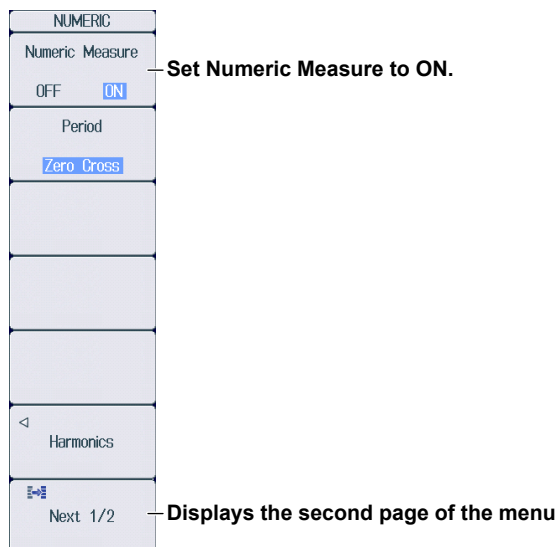 NUMERIC
Numeric Measure
OFF ON
Set Numeric Measure to ON.
Period
Zero Cross
Harmonics
Next 1/2
Displays the second page of the menu